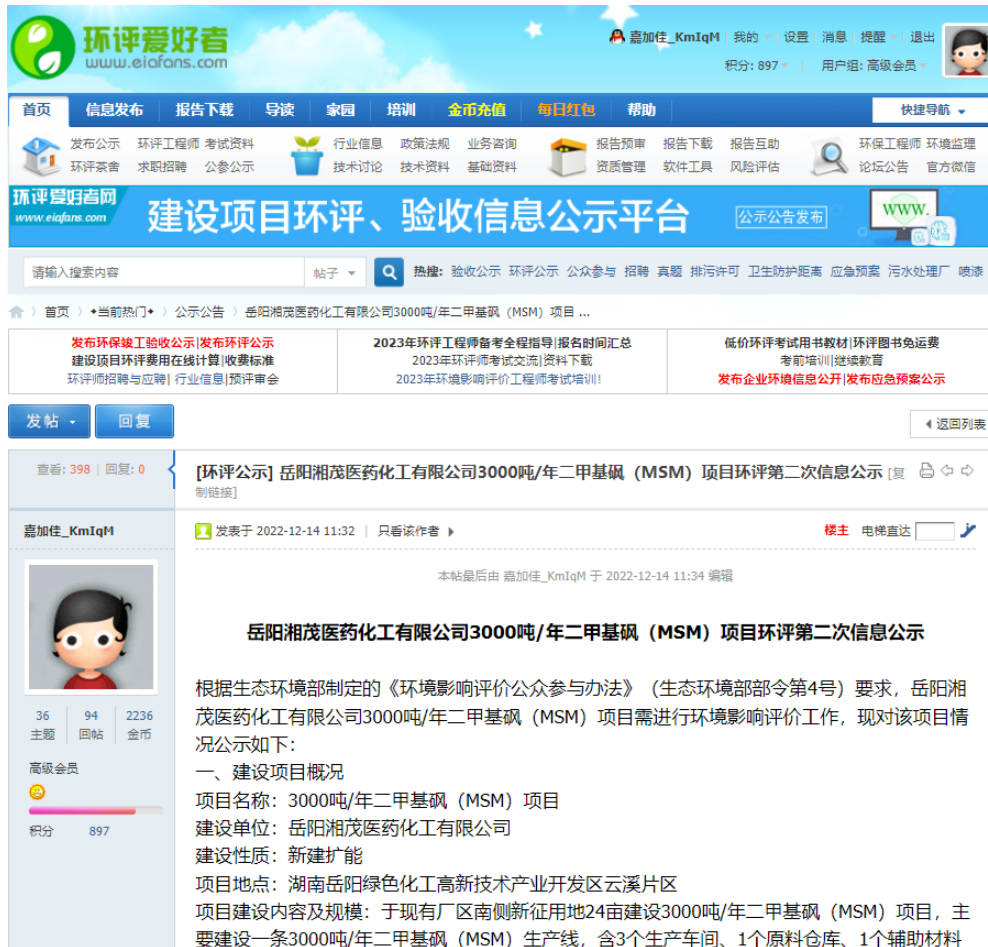 环评爱好者
www.eiafans.com
嘉加佳_KmIqM 我的 设置 消息 提醒 退出
积分: 897 用户组: 高级会员
首页 信息发布 报告下载 导读 家园 培训 金币充值 每日红包 帮助 快捷导航
发布公示 环评工程师 考试资料 行业信息 政策法规 业务咨询 报告预审 报告下载 报告互助 环保工程师 环境监理
环评茶舍 求职招聘 公参公示 技术讨论 技术资料 基础资料 资质管理 软件工具 风险评估 论坛公告 官方微信
环评爱好者网
www.eiafans.com
建设项目环评、验收信息公示平台
公示公告发布
www.
请输入搜索内容 帖子 热搜: 验收公示 环评公示 公众参与 招聘 真题 排污许可 卫生防护距离 应急预案 污水处理厂 喷漆
首页 〉 ◆当前热门◆ 〉 公示公告 〉 岳阳湘茂医药化工有限公司3000吨/年二甲基砜（MSM）项目 ...
发布环保竣工验收公示|发布环评公示 2023年环评工程师备考全程指导|报名时间汇总 低价环评考试用书教材|环评图书免运费
建设项目环评费用在线计算|收费标准 2023年环评师考试交流|资料下载 考前培训|继续教育
环评师招聘与应聘| 行业信息|预评审会 2023年环境影响评价工程师考试培训! 发布企业环境信息公开|发布应急预案公示
发帖 回复 返回列表
查看: 398 | 回复: 0
[环评公示] 岳阳湘茂医药化工有限公司3000吨/年二甲基砜（MSM）项目环评第二次信息公示 [复
制链接]
嘉加佳_KmIqM
发表于 2022-12-14 11:32 | 只看该作者 楼主 电梯直达
本帖最后由 嘉加佳_KmIqM 于 2022-12-14 11:34 编辑
岳阳湘茂医药化工有限公司3000吨/年二甲基砜（MSM）项目环评第二次信息公示
36 94 2236
主题 回帖 金币
高级会员
积分 897
根据生态环境部制定的《环境影响评价公众参与办法》（生态环境部部令第4号）要求，岳阳湘
茂医药化工有限公司3000吨/年二甲基砜（MSM）项目需进行环境影响评价工作，现对该项目情
况公示如下：
一、建设项目概况
项目名称：3000吨/年二甲基砜（MSM）项目
建设单位：岳阳湘茂医药化工有限公司
建设性质：新建扩能
项目地点：湖南岳阳绿色化工高新技术产业开发区云溪片区
项目建设内容及规模：于现有厂区南侧新征用地24亩建设3000吨/年二甲基砜（MSM）项目，主
要建设一条3000吨/年二甲基砜（MSM）生产线，含3个生产车间、1个原料仓库、1个辅助材料